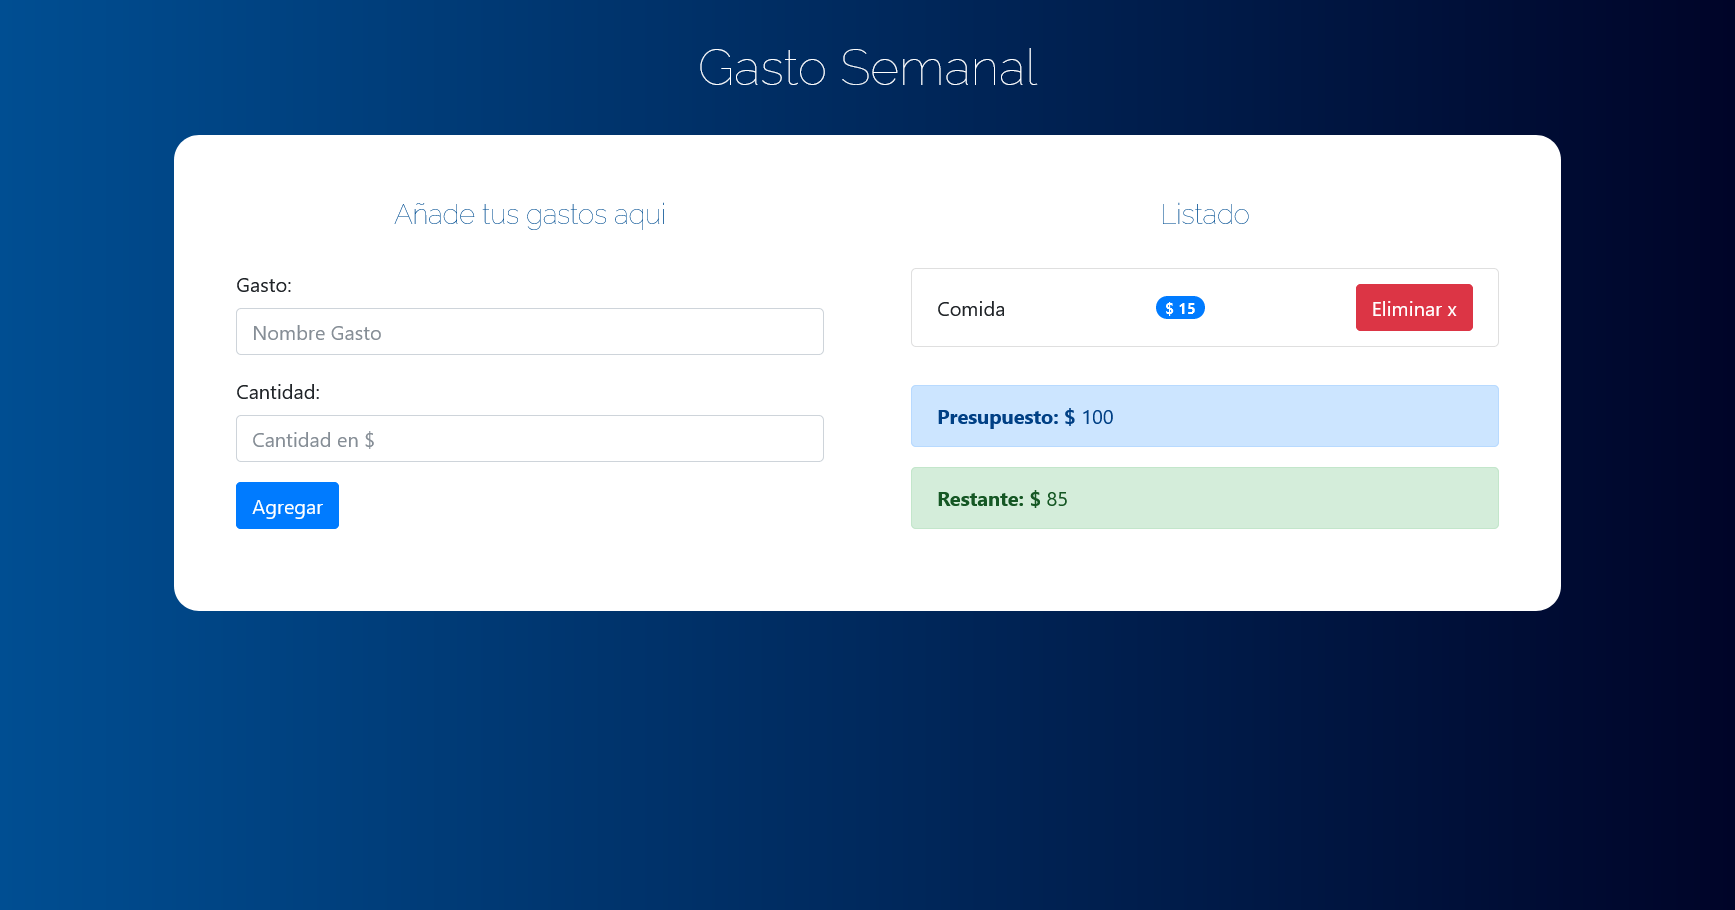 Gasto Semanal
Añade tus gastos aqui
Gasto:
Nombre Gasto
Cantidad:
Cantidad en $
Agregar
Listado
Comida $ 15 Eliminar x
Presupuesto: $ 100
Restante: $ 85